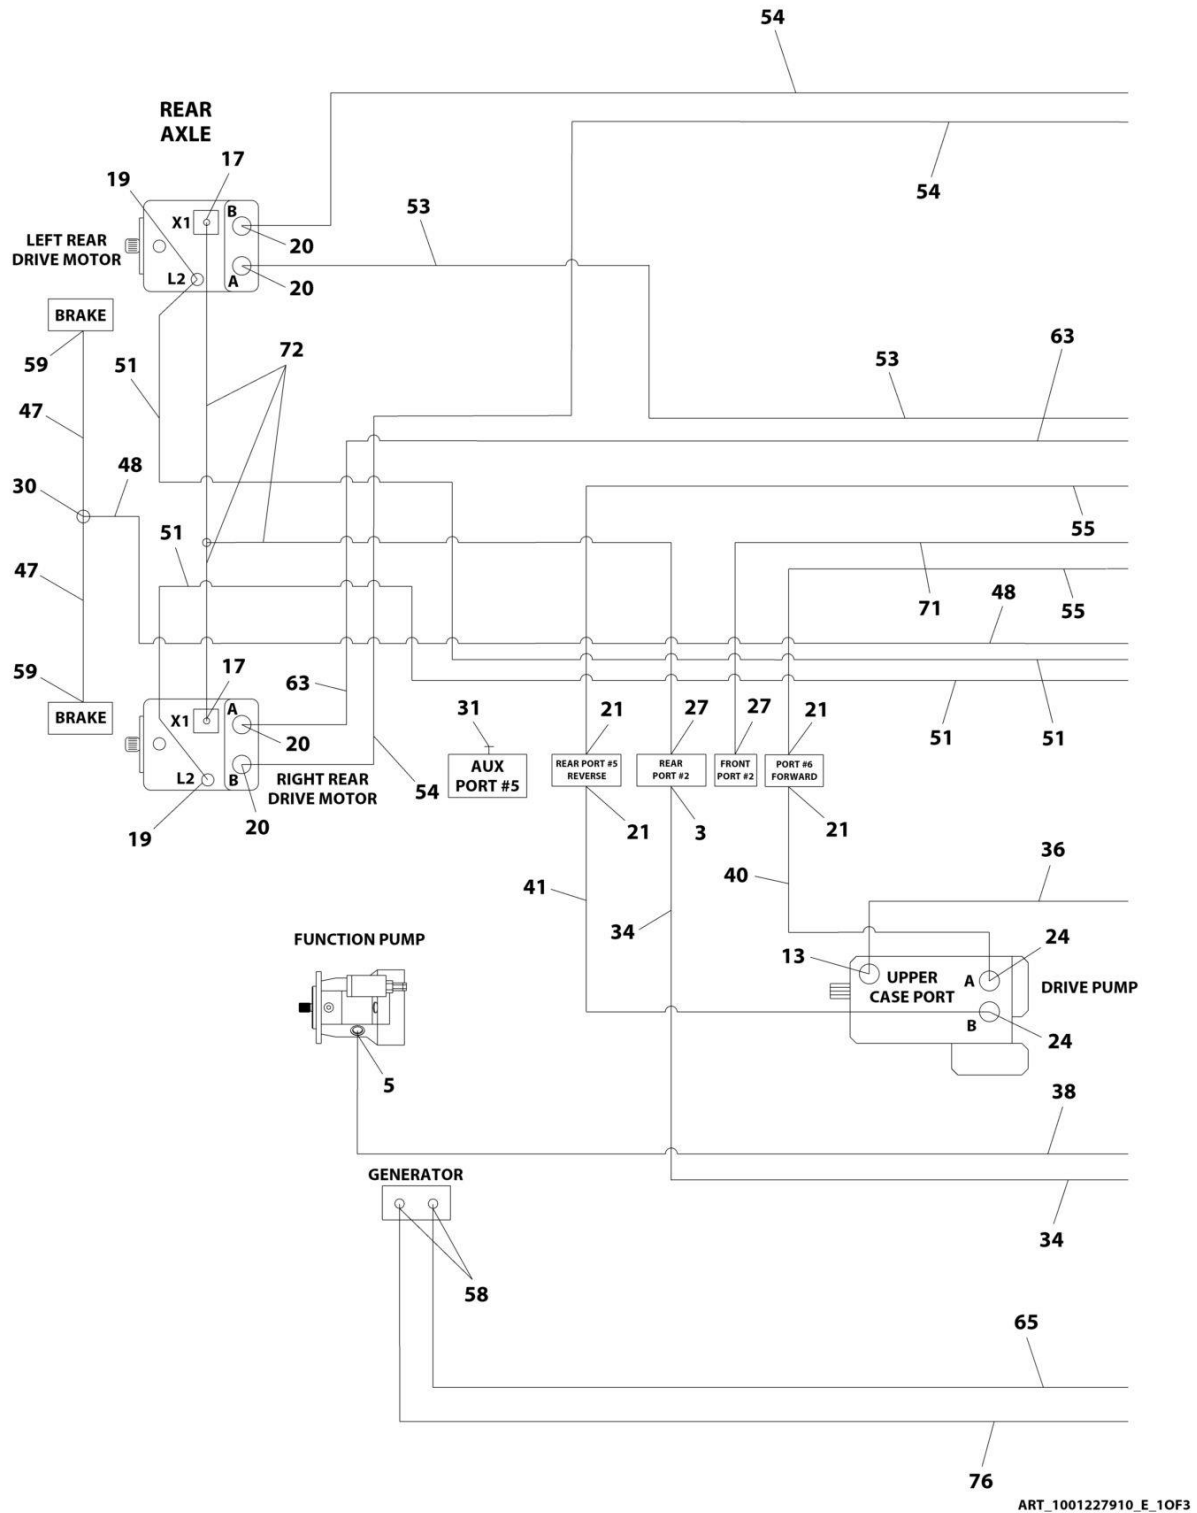 54
REAR
AXLE
17
19
54
53
B
X1
LEFT REAR
DRIVE MOTOR
20
L2
A
20
BRAKE
63
72
59
51
53
47
48
30
55
51
47
71
55
48
59
17
63
31
21
27
27
21
BRAKE
X1
A
20
51
51
AUX
PORT #5
REAR PORT #5
REVERSE
REAR
PORT #2
FRONT
PORT #2
PORT #6
FORWARD
L2
B
RIGHT REAR
DRIVE MOTOR
54
19
20
21
3
21
36
41
40
34
FUNCTION PUMP
13
24
UPPER
CASE PORT
A
DRIVE PUMP
B
24
5
38
GENERATOR
34
58
65
76
ART_1001227910_E_1OF3